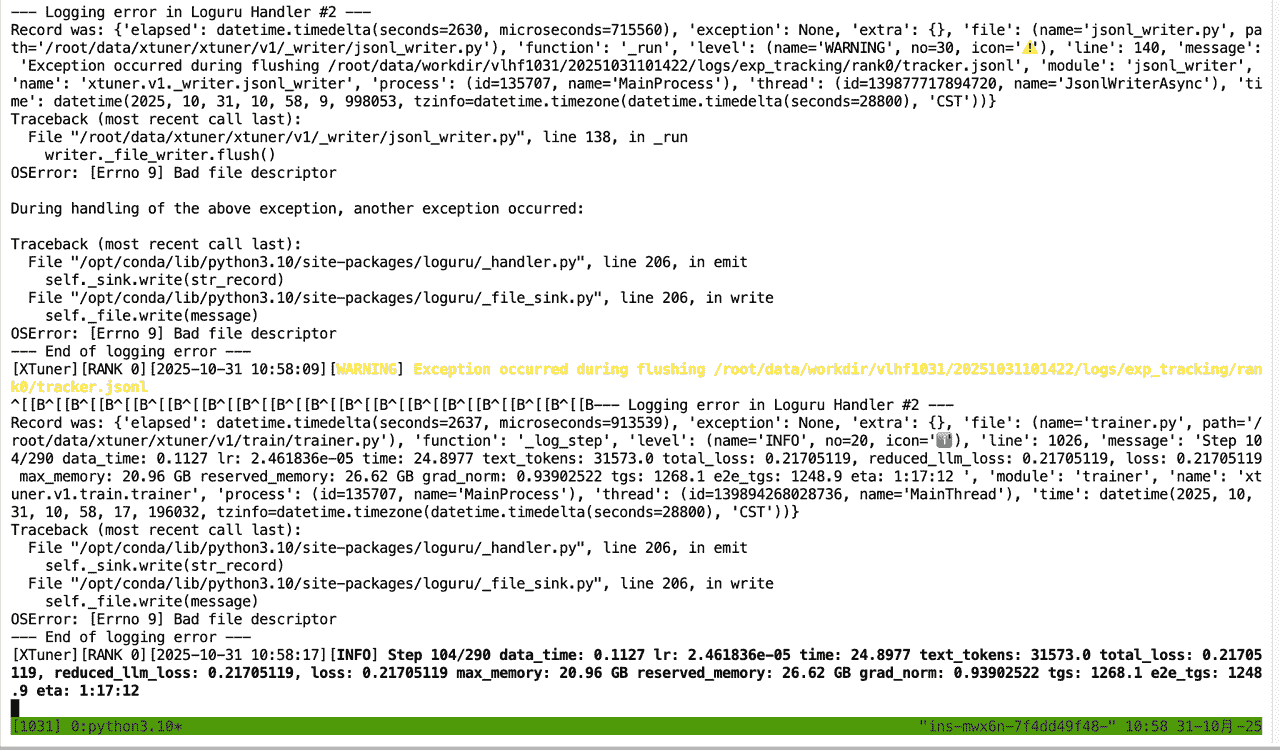 --- Logging error in Loguru Handler #2 ---
Record was: {'elapsed': datetime.timedelta(seconds=2630, microseconds=715560), 'exception': None, 'extra': {}, 'file': (name='jsonl_writer.py', pa
th='/root/data/xtuner/xtuner/v1/_writer/jsonl_writer.py'), 'function': '_run', 'level': (name='WARNING', no=30, icon='⚠️'), 'line': 140, 'message':
 'Exception occurred during flushing /root/data/workdir/vlhf1031/20251031101422/logs/exp_tracking/rank0/tracker.jsonl', 'module': 'jsonl_writer',
'name': 'xtuner.v1._writer.jsonl_writer', 'process': (id=135707, name='MainProcess'), 'thread': (id=139877717894720, name='JsonlWriterAsync'), 'ti
me': datetime(2025, 10, 31, 10, 58, 9, 998053, tzinfo=datetime.timezone(datetime.timedelta(seconds=28800), 'CST'))}
Traceback (most recent call last):
  File "/root/data/xtuner/xtuner/v1/_writer/jsonl_writer.py", line 138, in _run
    writer._file_writer.flush()
OSError: [Errno 9] Bad file descriptor
During handling of the above exception, another exception occurred:
Traceback (most recent call last):
  File "/opt/conda/lib/python3.10/site-packages/loguru/_handler.py", line 206, in emit
    self._sink.write(str_record)
  File "/opt/conda/lib/python3.10/site-packages/loguru/_file_sink.py", line 206, in write
    self._file.write(message)
OSError: [Errno 9] Bad file descriptor
--- End of logging error ---
[XTuner][RANK 0][2025-10-31 10:58:09][WARNING] Exception occurred during flushing /root/data/workdir/vlhf1031/20251031101422/logs/exp_tracking/ran
k0/tracker.jsonl
^[[B^[[B^[[B^[[B^[[B^[[B^[[B^[[B^[[B^[[B^[[B^[[B^[[B^[[B^[[B^[[B^[[B--- Logging error in Loguru Handler #2 ---
Record was: {'elapsed': datetime.timedelta(seconds=2637, microseconds=913539), 'exception': None, 'extra': {}, 'file': (name='trainer.py', path='/
root/data/xtuner/xtuner/v1/train/trainer.py'), 'function': '_log_step', 'level': (name='INFO', no=20, icon='ℹ️'), 'line': 1026, 'message': 'Step 10
4/290 data_time: 0.1127 lr: 2.461836e-05 time: 24.8977 text_tokens: 31573.0 total_loss: 0.21705119, reduced_llm_loss: 0.21705119, loss: 0.21705119
 max_memory: 20.96 GB reserved_memory: 26.62 GB grad_norm: 0.93902522 tgs: 1268.1 e2e_tgs: 1248.9 eta: 1:17:12 ', 'module': 'trainer', 'name': 'xt
uner.v1.train.trainer', 'process': (id=135707, name='MainProcess'), 'thread': (id=139894268028736, name='MainThread'), 'time': datetime(2025, 10,
31, 10, 58, 17, 196032, tzinfo=datetime.timezone(datetime.timedelta(seconds=28800), 'CST'))}
Traceback (most recent call last):
  File "/opt/conda/lib/python3.10/site-packages/loguru/_handler.py", line 206, in emit
    self._sink.write(str_record)
  File "/opt/conda/lib/python3.10/site-packages/loguru/_file_sink.py", line 206, in write
    self._file.write(message)
OSError: [Errno 9] Bad file descriptor
--- End of logging error ---
[XTuner][RANK 0][2025-10-31 10:58:17][INFO] Step 104/290 data_time: 0.1127 lr: 2.461836e-05 time: 24.8977 text_tokens: 31573.0 total_loss: 0.21705
119, reduced_llm_loss: 0.21705119, loss: 0.21705119 max_memory: 20.96 GB reserved_memory: 26.62 GB grad_norm: 0.93902522 tgs: 1268.1 e2e_tgs: 1248
.9 eta: 1:17:12
[1031] 0:python3.10* "ins-mwx6n-7f4dd49f48-" 10:58 31-10月-25